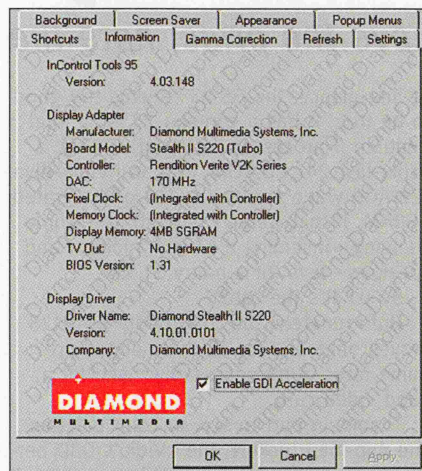 Background Screen Saver Appearance Popup Menus
Shortcuts Information Gamma Correction Refresh Settings
InControl Tools 95
Version: 4.03.148
Display Adapter
Manufacturer: Diamond Multimedia Systems, Inc.
Board Model: Stealth II S220 (Turbo)
Controller: Rendition Verite V2K Series
DAC: 170 MHz
Pixel Clock: (Integrated with Controller)
Memory Clock: (Integrated with Controller)
Display Memory: 4MB SGRAM
TV Out: No Hardware
BIOS Version: 1.31
Display Driver
Driver Name: Diamond Stealth II S220
Version: 4.10.01.0101
Company: Diamond Multimedia Systems, Inc.
Enable GDI Acceleration
DIAMOND
MULTIMEDIA
OK Cancel Apply